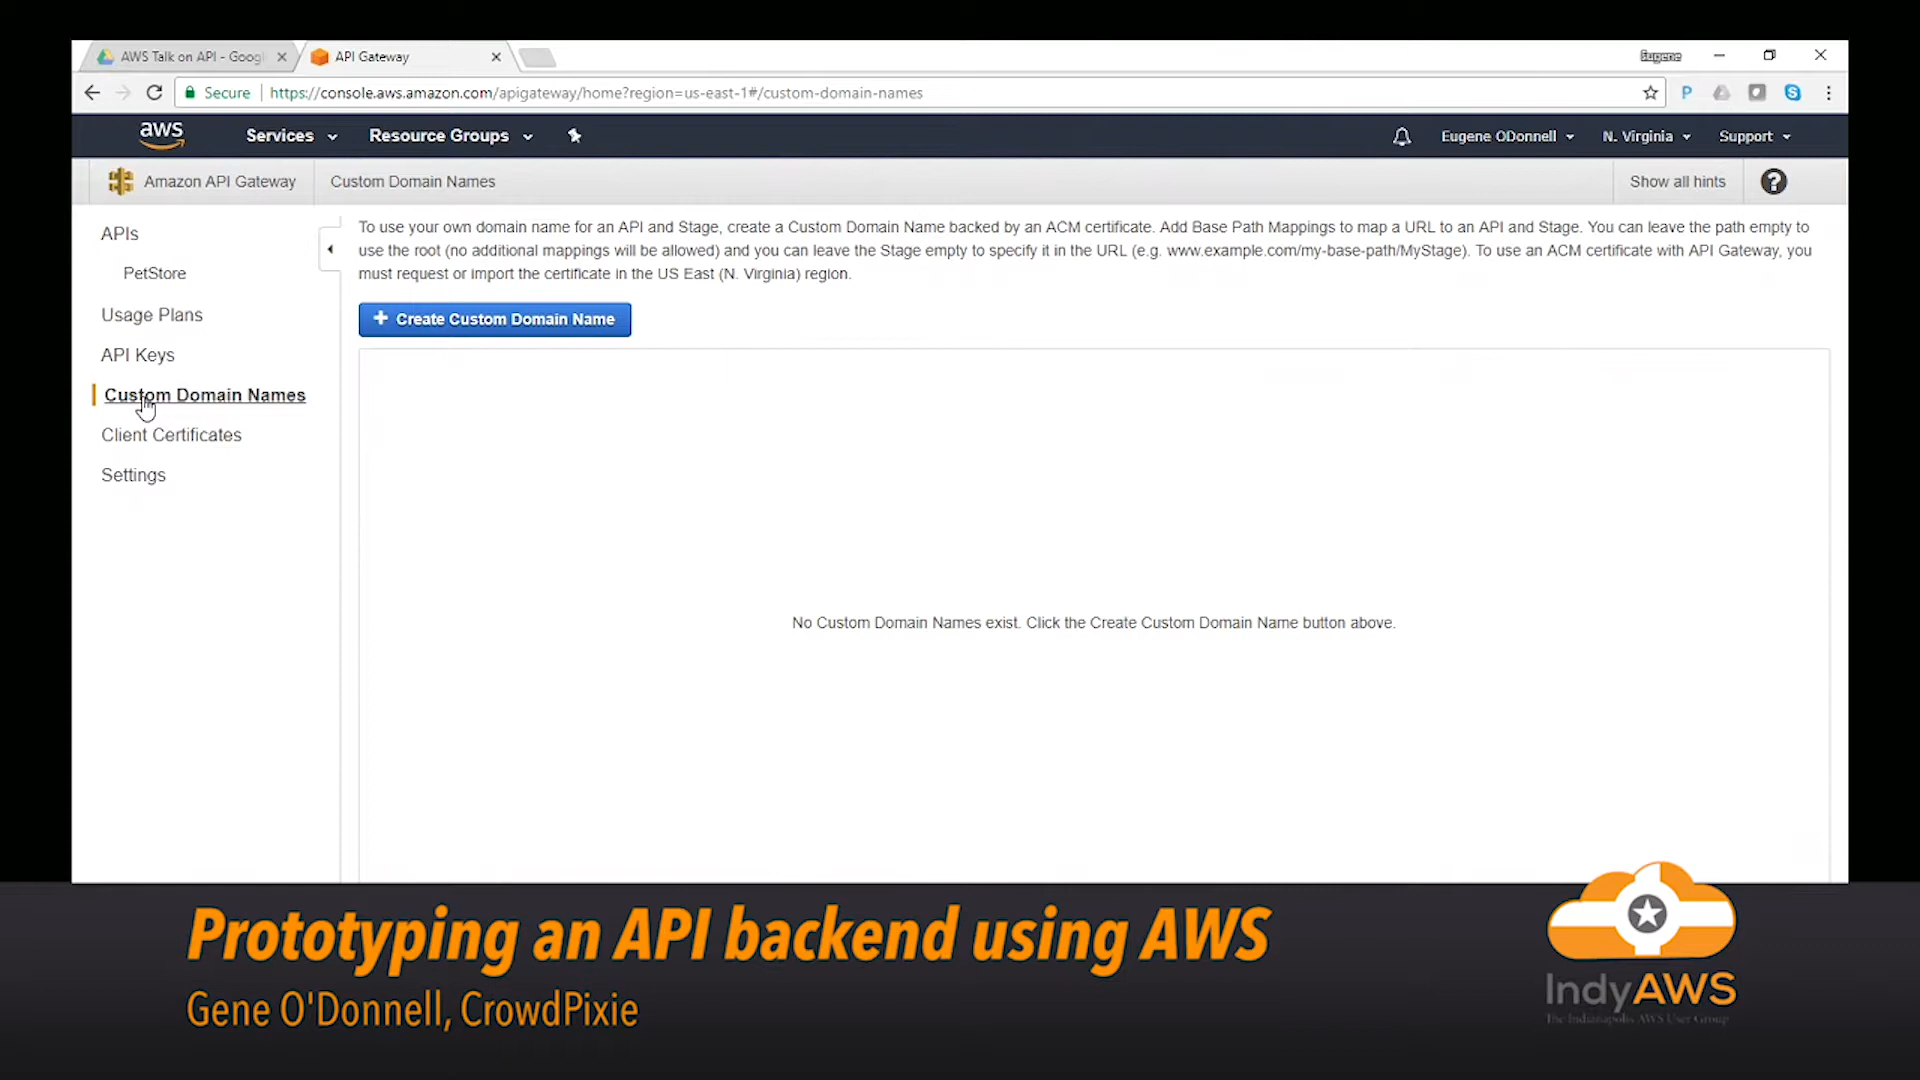 AWS Talk on API - Googl
API Gateway
Eugene
Secure
https://console.aws.amazon.com/apigateway/home?region=us-east-1#/custom-domain-names
aws
Services
Resource Groups
Eugene ODonnell
N. Virginia
Support
Amazon API Gateway
Custom Domain Names
Show all hints
APIs
PetStore
Usage Plans
API Keys
Custom Domain Names
Client Certificates
Settings
To use your own domain name for an API and Stage, create a Custom Domain Name backed by an ACM certificate. Add Base Path Mappings to map a URL to an API and Stage. You can leave the path empty to
use the root (no additional mappings will be allowed) and you can leave the Stage empty to specify it in the URL (e.g. www.example.com/my-base-path/MyStage). To use an ACM certificate with API Gateway, you
must request or import the certificate in the US East (N. Virginia) region.
+ Create Custom Domain Name
No Custom Domain Names exist. Click the Create Custom Domain Name button above.
Prototyping an API backend using AWS
Gene O'Donnell, CrowdPixie
IndyAWS
The Indianapolis AWS User Group